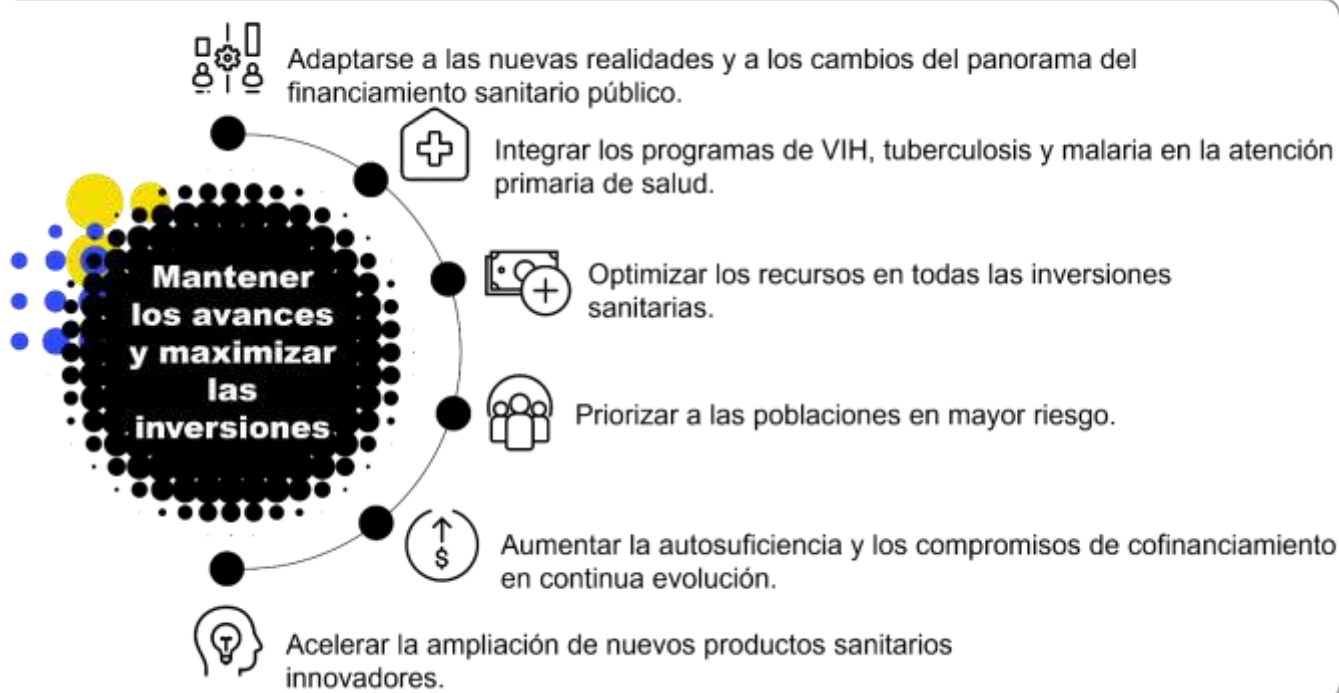 Adaptarse a las nuevas realidades y a los cambios del panorama del
financiamiento sanitario público.
Integrar los programas de VIH, tuberculosis y malaria en la atención
primaria de salud.
Mantener
los avances
y maximizar
las
inversiones
Optimizar los recursos en todas las inversiones
sanitarias.
Priorizar a las poblaciones en mayor riesgo.
$
Aumentar la autosuficiencia y los compromisos de cofinanciamiento
en continua evolución.
Acelerar la ampliación de nuevos productos sanitarios
innovadores.